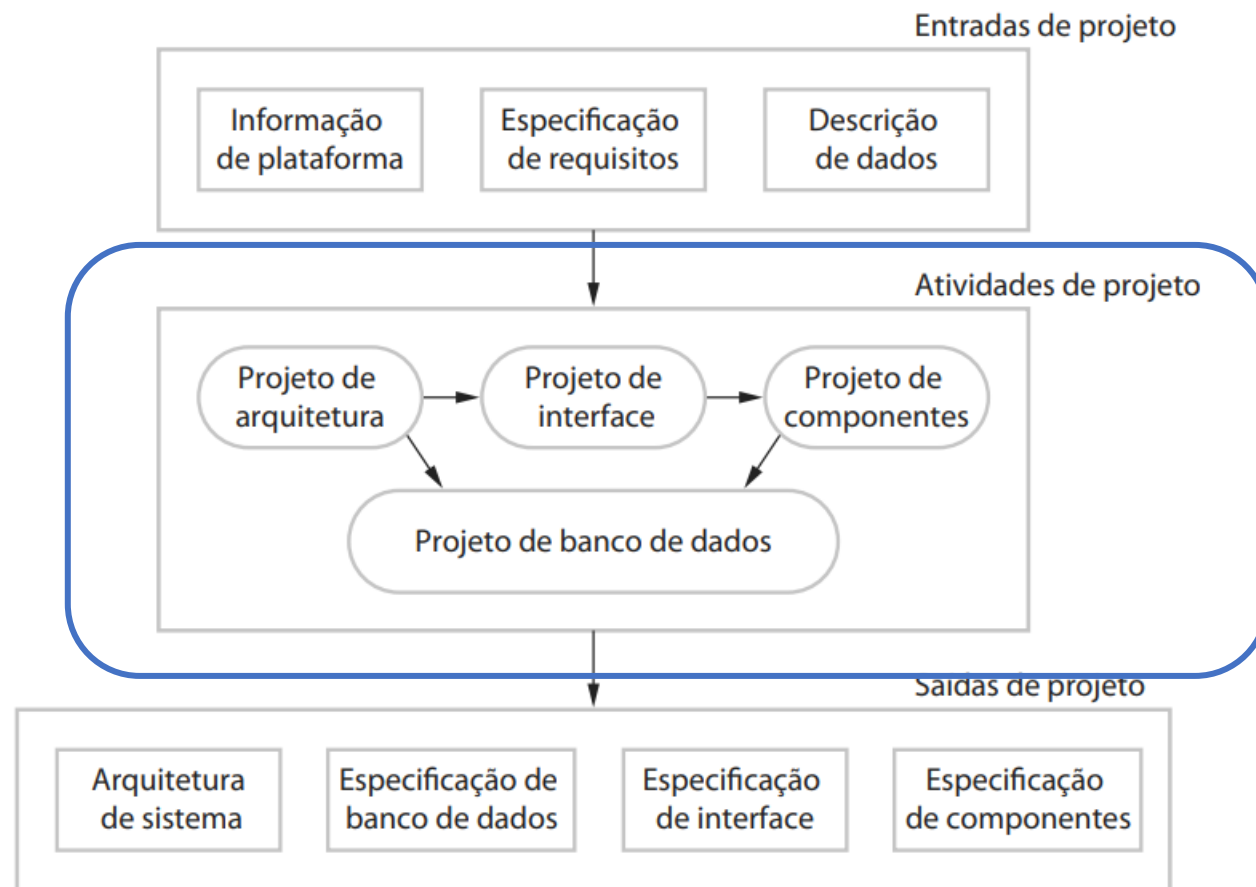 Entradas de projeto
Informação
de plataforma
Especificação
de requisitos
Descrição
de dados
Atividades de projeto
Projeto de
arquitetura
Projeto de
interface
Projeto de
componentes
Projeto de banco de dados
Saídas de projeto
Arquitetura
de sistema
Especificação de
banco de dados
Especificação
de interface
Especificação
de componentes